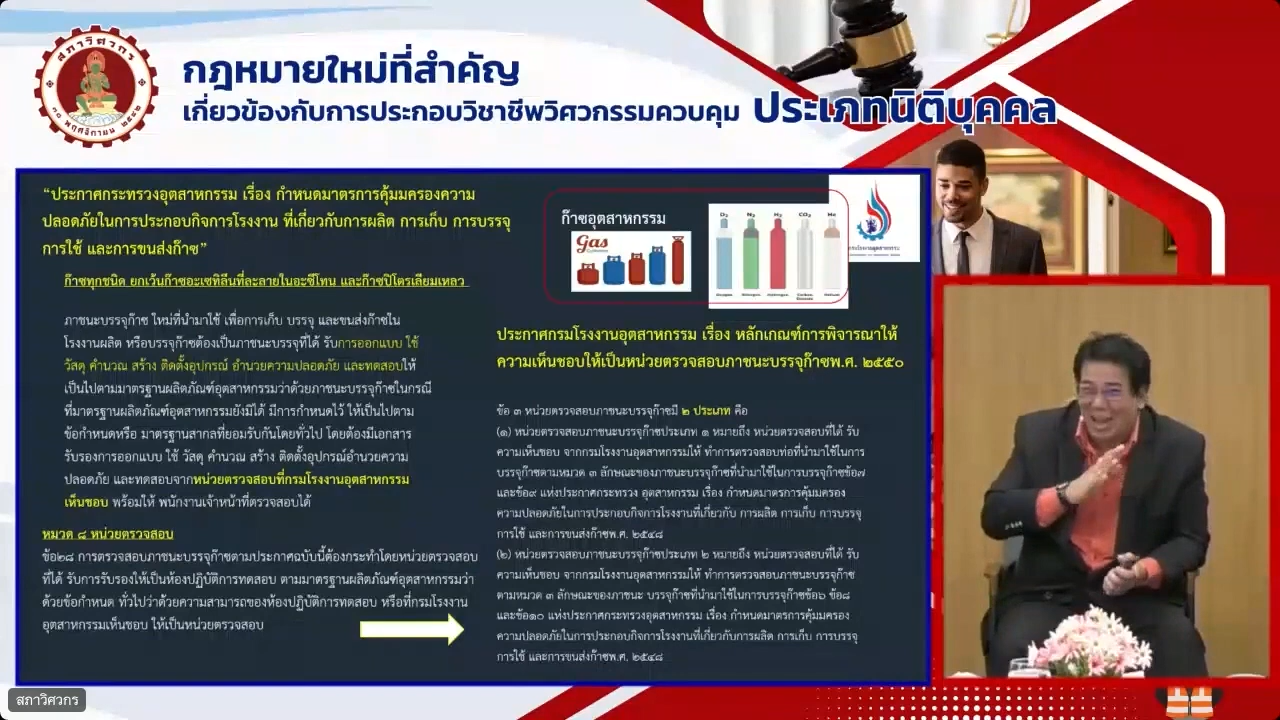 สภาวิศวกร
๓๐ พฤศจิกายน ๒๕๔๒
กฎหมายใหม่ที่สำคัญ
เกี่ยวข้องกับการประกอบวิชาชีพวิศวกรรมควบคุม ประเภทนิติบุคคล
“ประกาศกระทรวงอุตสาหกรรม เรื่อง กำหนดมาตรการคุ้มมครองความ
ปลอดภัยในการประกอบกิจการโรงงาน ที่เกี่ยวกับการผลิต การเก็บ การบรรจุ
การใช้ และการขนส่งก๊าซ”
ก๊าซทุกชนิด ยกเว้นก๊าซอะเซทิลีนที่ละลายในอะซีโทน และก๊าซปิโตรเลียมเหลว
ภาชนะบรรจุก๊าซ ใหม่ที่นำมาใช้ เพื่อการเก็บ บรรจุ และขนส่งก๊าซใน
โรงงานผลิต หรือบรรจุก๊าซต้องเป็นภาชนะบรรจุที่ได้ รับการออกแบบ ใช้
วัสดุ คำนวณ สร้าง ติดตั้งอุปกรณ์ อำนวยความปลอดภัย และทดสอบให้
เป็นไปตามมาตรฐานผลิตภัณฑ์อุตสาหกรรมว่าด้วยภาชนะบรรจุก๊าซในกรณี
ที่มาตรฐานผลิตภัณฑ์อุตสาหกรรมยังมิได้ มีการกำหนดไว้ ให้เป็นไปตาม
ข้อกำหนดหรือ มาตรฐานสากลที่ยอมรับกันโดยทั่วไป โดยต้องมีเอกสาร
รับรองการออกแบบ ใช้ วัสดุ คำนวณ สร้าง ติดตั้งอุปกรณ์อำนวยความ
ปลอดภัย และทดสอบจากหน่วยตรวจสอบที่กรมโรงงานอุตสาหกรรม
เห็นชอบ พร้อมให้ พนักงานเจ้าหน้าที่ตรวจสอบได้
หมวด ๘ หน่วยตรวจสอบ
ข้อ๒๘ การตรวจสอบภาชนะบรรจุก๊าซตามประกาศฉบับนี้ต้องกระทำโดยหน่วยตรวจสอบ
ที่ได้ รับการรับรองให้เป็นห้องปฏิบัติการทดสอบ ตามมาตรฐานผลิตภัณฑ์อุตสาหกรรมว่า
ด้วยข้อกำหนด ทั่วไปว่าด้วยความสามารถของห้องปฏิบัติการทดสอบ หรือที่กรมโรงงาน
อุตสาหกรรมเห็นชอบ ให้เป็นหน่วยตรวจสอบ
ก๊าซอุตสาหกรรม
Gas
O₂ N₂ H₂ CO₂ He
Oxygen Nitrogen Hydrogen Carbon Dioxide Helium
ประกาศกรมโรงงานอุตสาหกรรม เรื่อง หลักเกณฑ์การพิจารณาให้
ความเห็นชอบให้เป็นหน่วยตรวจสอบภาชนะบรรจุก๊าซพ.ศ. ๒๕๕๐
ข้อ ๓ หน่วยตรวจสอบภาชนะบรรจุก๊าซมี ๒ ประเภท คือ
(๑) หน่วยตรวจสอบภาชนะบรรจุก๊าซประเภท ๑ หมายถึง หน่วยตรวจสอบที่ได้ รับ
ความเห็นชอบ จากกรมโรงงานอุตสาหกรรมให้ ทำการตรวจสอบท่อที่นำมาใช้ในการ
บรรจุก๊าซตามหมวด ๓ ลักษณะของภาชนะบรรจุก๊าซที่นำมาใช้ในการบรรจุก๊าซข้อ๗
และข้อ๙ แห่งประกาศกระทรวง อุตสาหกรรม เรื่อง กำหนดมาตรการคุ้มมครอง
ความปลอดภัยในการประกอบกิจการโรงงานที่เกี่ยวกับ การผลิต การเก็บ การบรรจุ
การใช้ และการขนส่งก๊าซพ.ศ. ๒๕๔๘
(๒) หน่วยตรวจสอบภาชนะบรรจุก๊าซประเภท ๒ หมายถึง หน่วยตรวจสอบที่ได้ รับ
ความเห็นชอบ จากกรมโรงงานอุตสาหกรรมให้ ทำการตรวจสอบภาชนะบรรจุก๊าซ
ตามหมวด ๓ ลักษณะของภาชนะ บรรจุก๊าซที่นำมาใช้ในการบรรจุก๊าซข้อ๖ ข้อ๘
และข้อ๑๐ แห่งประกาศกระทรวงอุตสาหกรรม เรื่อง กำหนดมาตรการคุ้มมครอง
ความปลอดภัยในการประกอบกิจการโรงงานที่เกี่ยวกับการผลิต การเก็บ การบรรจุ
การใช้ และการขนส่งก๊าซพ.ศ. ๒๕๔๘
สภาวิศวกร